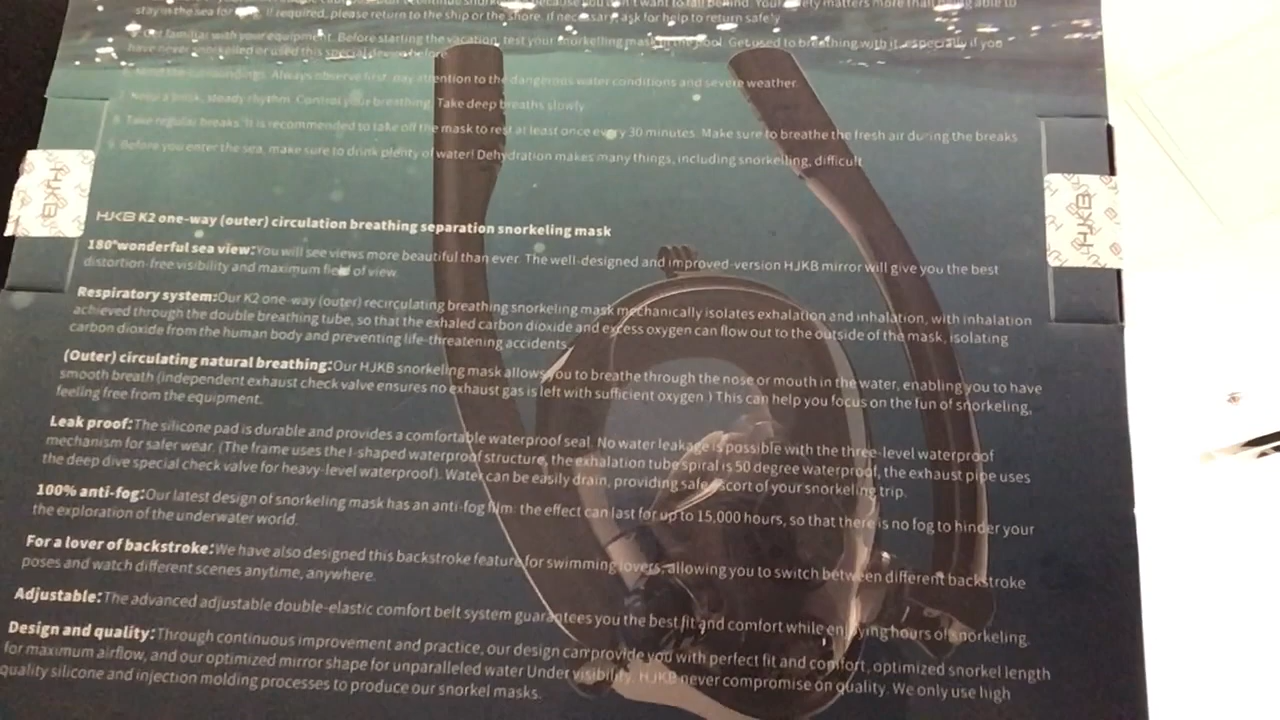 want to fall behind. Your safety matters more than being able to
stay in the sea for If required, please return to the ship or the shore. If necessary, ask for help to return safely
Get familiar with your equipment. Before starting the vacation, test your snorkelling mask in the pool. Get used to breathing with it, especially if you
have never snorkelled or used this special device before.
Always observe first, pay attention to the dangerous water conditions and severe weather.
steady rhythm. Control your breathing. Take deep breaths slowly.
8. Take regular breaks. It is recommended to take off the mask to rest at least once every 30 minutes. Make sure to breathe the fresh air during the breaks
9. Before you enter the sea, make sure to drink plenty of water! Dehydration makes many things, including snorkelling, difficult
HJKB
HJKB
HJKB K2 one-way (outer) circulation breathing separation snorkeling mask
180°wonderful sea view:You will see views more beautiful than ever. The well-designed and improved-version HJKB mirror will give you the best
distortion-free visibility and maximum field of view.
Respiratory system:Our K2 one-way (outer) recirculating breathing snorkeling mask mechanically isolates exhalation and inhalation, with inhalation
achieved through the double breathing tube, so that the exhaled carbon dioxide and excess oxygen can flow out to the outside of the mask, isolating
carbon dioxide from the human body and preventing life-threatening accidents.
(Outer) circulating natural breathing:Our HJKB snorkeling mask allows you to breathe through the nose or mouth in the water, enabling you to have
smooth breath (independent exhaust check valve ensures no exhaust gas is left with sufficient oxygen.) This can help you focus on the fun of snorkeling,
feeling free from the equipment.
Leak proof:The silicone pad is durable and provides a comfortable waterproof seal. No water leakage is possible with the three-level waterproof
mechanism for safer wear. (The frame uses the I-shaped waterproof structure, the exhalation tube spiral is 50 degree waterproof, the exhaust pipe uses
the deep dive special check valve for heavy-level waterproof). Water can be easily drain, providing safe escort of your snorkeling trip.
100% anti-fog:Our latest design of snorkeling mask has an anti-fog film: the effect can last for up to 15,000 hours, so that there is no fog to hinder your
the exploration of the underwater world.
For a lover of backstroke:We have also designed this backstroke feature for swimming lovers, allowing you to switch between different backstroke
poses and watch different scenes anytime, anywhere.
Adjustable:The advanced adjustable double-elastic comfort belt system guarantees you the best fit and comfort while enjoying hours of snorkeling.
Design and quality:Through continuous improvement and practice, our design can provide you with perfect fit and comfort, optimized snorkel length
for maximum airflow, and our optimized mirror shape for unparalleled water Under visibility. HJKB never compromise on quality. We only use high
quality silicone and injection molding processes to produce our snorkel masks.